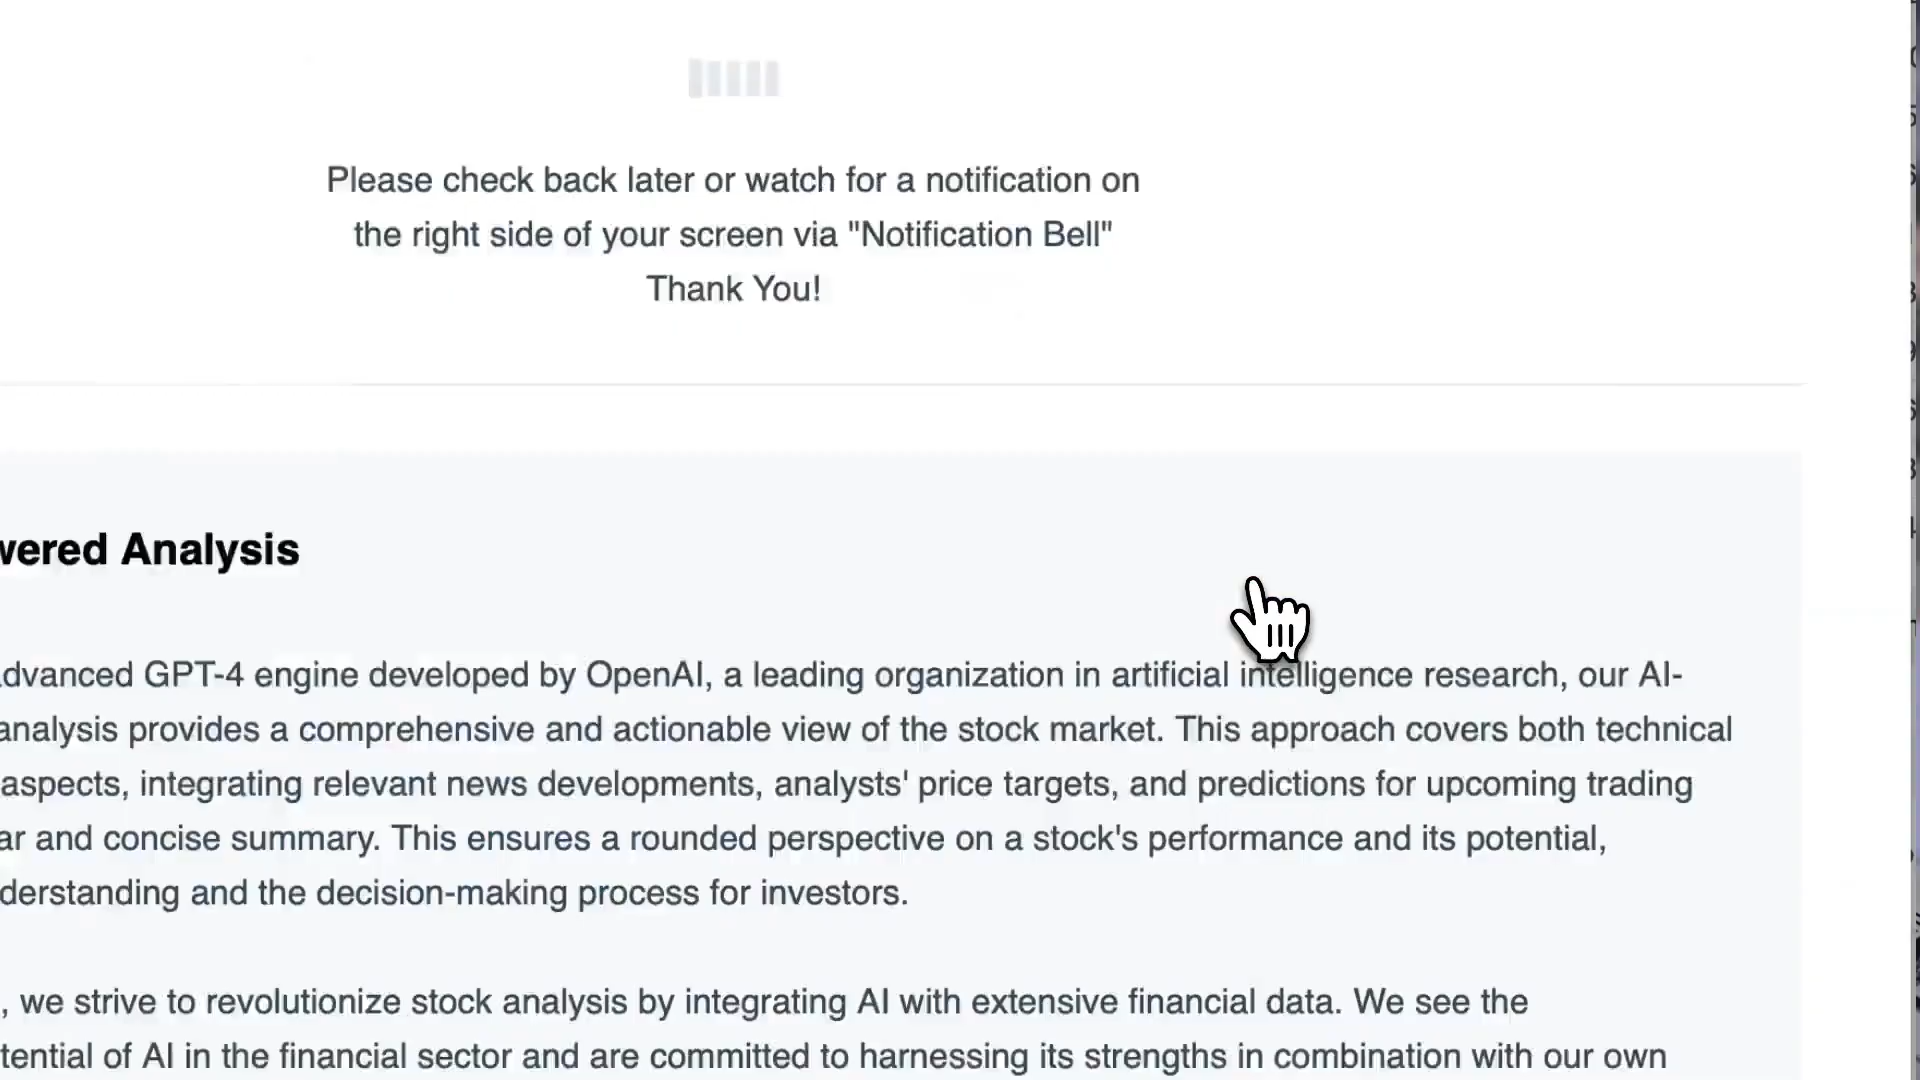 Please check back later or watch for a notification on
the right side of your screen via "Notification Bell"
Thank You!
wered Analysis
dvanced GPT-4 engine developed by OpenAI, a leading organization in artificial intelligence research, our AI-
analysis provides a comprehensive and actionable view of the stock market. This approach covers both technical
aspects, integrating relevant news developments, analysts' price targets, and predictions for upcoming trading
ar and concise summary. This ensures a rounded perspective on a stock's performance and its potential,
derstanding and the decision-making process for investors.
, we strive to revolutionize stock analysis by integrating AI with extensive financial data. We see the
tential of AI in the financial sector and are committed to harnessing its strengths in combination with our own